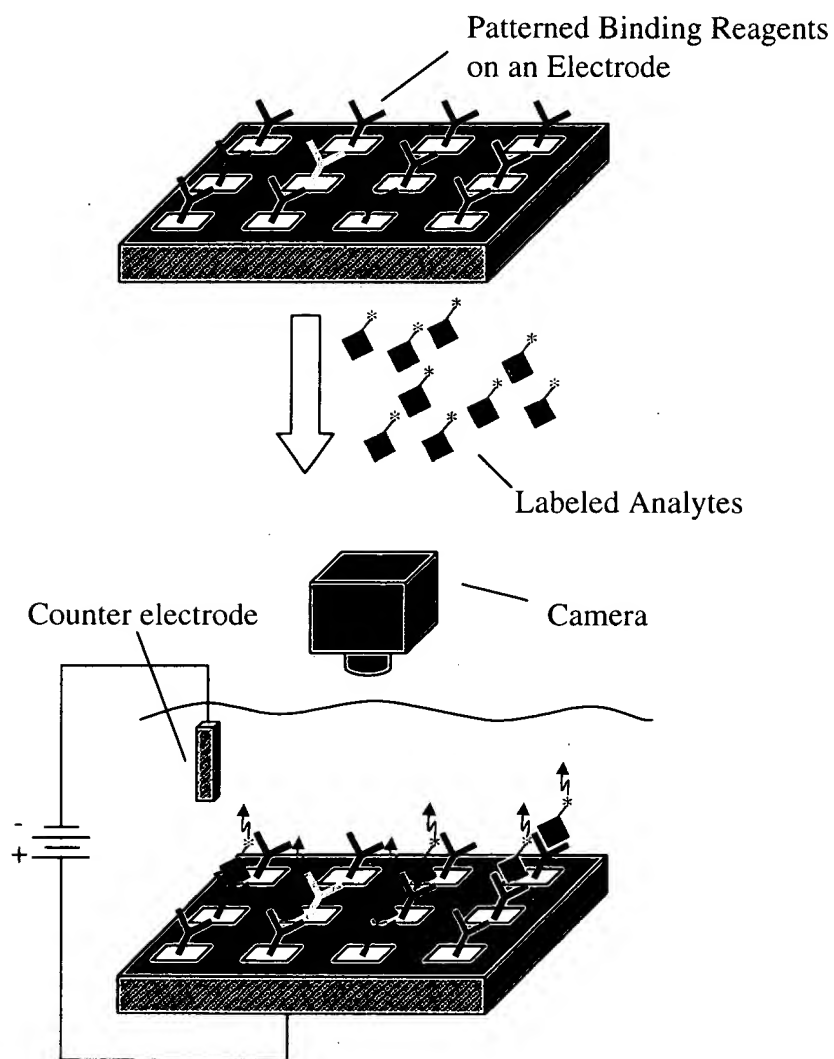 Patterned Binding Reagents
on an Electrode
Labeled Analytes
Counter electrode
Camera
-
+